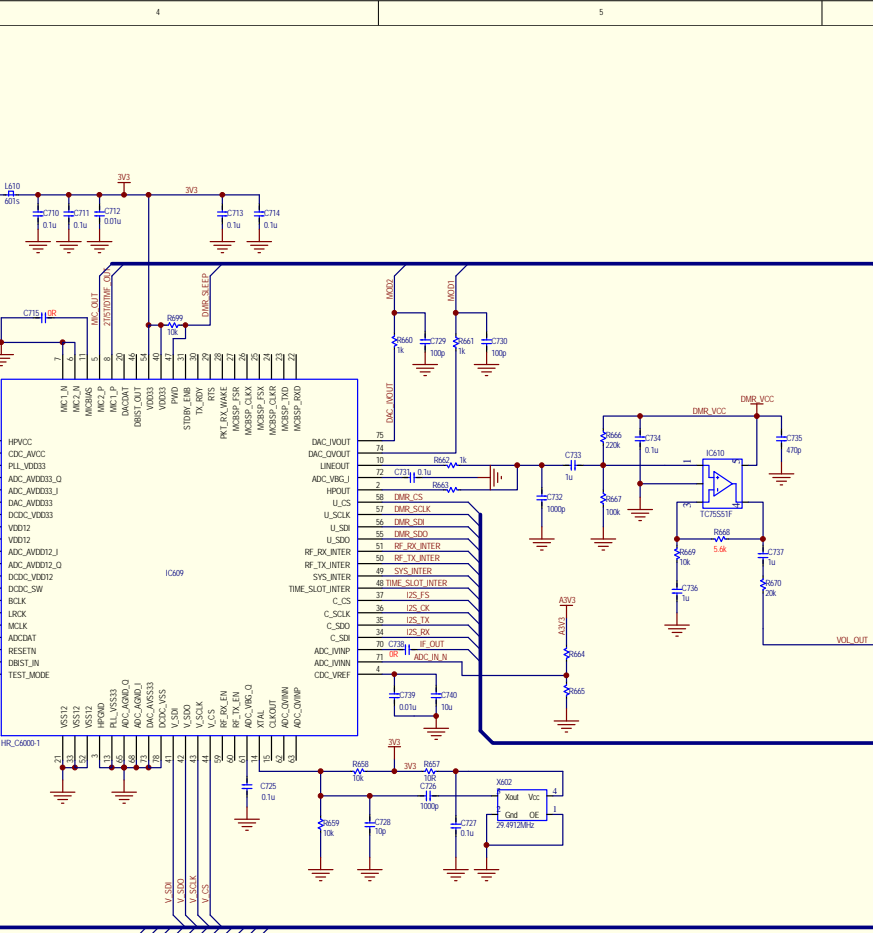 4
5
L610
601s
3V3
3V3
C710
0.1u
C711
0.1u
C712
0.01u
C713
0.1u
C714
0.1u
MIC_OUT
2T/5T/DTMF_OUT
DMR_SLEEP
MOD2
MOD1
C715
0R
R699
10k
R660
1k
C729
100p
R661
1k
C730
100p
DAC_IVOUT
7
6
11
5
8
20
46
54
40
47
31
30
29
28
27
26
25
24
23
22
MIC1_N
MIC2_N
MICBIAS
MIC2_P
MIC1_P
DACDAT
DBIST_OUT
VDD33
VDD33
PWD
STDBY_ENB
TX_RDY
RTS
PKT_RX_WAKE
MCBSP_FSR
MCBSP_CLKX
MCBSP_FSX
MCBSP_CLKR
MCBSP_TXD
MCBSP_RXD
HPVCC
CDC_AVCC
PLL_VDD33
ADC_AVDD33_Q
ADC_AVDD33_I
DAC_AVDD33
DCDC_VDD33
VDD12
VDD12
ADC_AVDD12_I
ADC_AVDD12_Q
DCDC_VDD12
DCDC_SW
BCLK
LRCK
MCLK
ADCDAT
RESETN
DBIST_IN
TEST_MODE
IC609
DAC_IVOUT 75
DAC_QVOUT 74
LINEOUT 10
ADC_VBG_I 72
HPOUT 2
U_CS 58 DMR_CS
U_SCLK 57 DMR_SCLK
U_SDI 56 DMR_SDI
U_SDO 55 DMR_SDO
RF_RX_INTER 51 RF_RX_INTER
RF_TX_INTER 50 RF_TX_INTER
SYS_INTER 49 SYS_INTER
TIME_SLOT_INTER 48 TIME_SLOT_INTER
C_CS 37 I2S_FS
C_SCLK 36 I2S_CK
C_SDO 35 I2S_TX
C_SDI 34 I2S_RX
ADC_IVINP 70 C738 IF_OUT
0R
ADC_IVINN 71 ADC_IN_N
CDC_VREF 4
R662 1k
C731 0.1u
R663
C732
1000p
C733
1u
R666
220k
R667
100k
C734
0.1u
DMR_VCC
DMR_VCC
C735
470p
IC610
1
5
3
4
TC75S51F
R668
5.6k
R669
10k
C736
1u
C737
1u
R670
20k
VOL_OUT
A3V3
A3V3
R664
R665
C739
0.01u
C740
10u
VSS12
VSS12
VSS12
HPGND
PLL_VSS33
ADC_AGND_Q
ADC_AGND_I
DAC_AVSS33
DCDC_VSS
V_SDI
V_SDO
V_SCLK
V_CS
RF_RX_EN
RF_TX_EN
ADC_VBG_Q
XTAL
CLKOUT
ADC_QVINN
ADC_QVINP
HR_C6000-1
21
33
52
3
13
65
68
73
78
41
42
43
44
59
60
61
14
15
62
63
C725
0.1u
3V3
3V3
R658
10k
R657
10R
C726
1000p
R659
10k
C728
10p
C727
0.1u
X602
Xout Vcc 4
2 Gnd OE 1
29.4912MHz
V_SDI
V_SDO
V_SCLK
V_CS